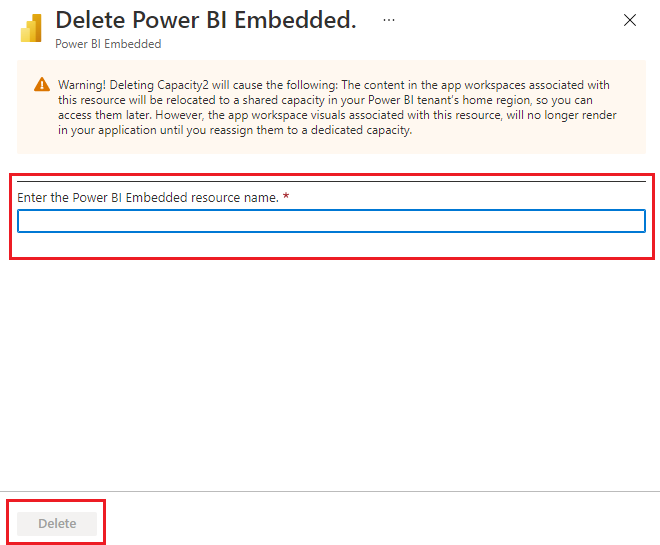 Delete Power BI Embedded.
...
Power BI Embedded
Warning! Deleting Capacity2 will cause the following: The content in the app workspaces associated with
this resource will be relocated to a shared capacity in your Power BI tenant's home region, so you can
access them later. However, the app workspace visuals associated with this resource, will no longer render
in your application until you reassign them to a dedicated capacity.
Enter the Power BI Embedded resource name. *
Delete